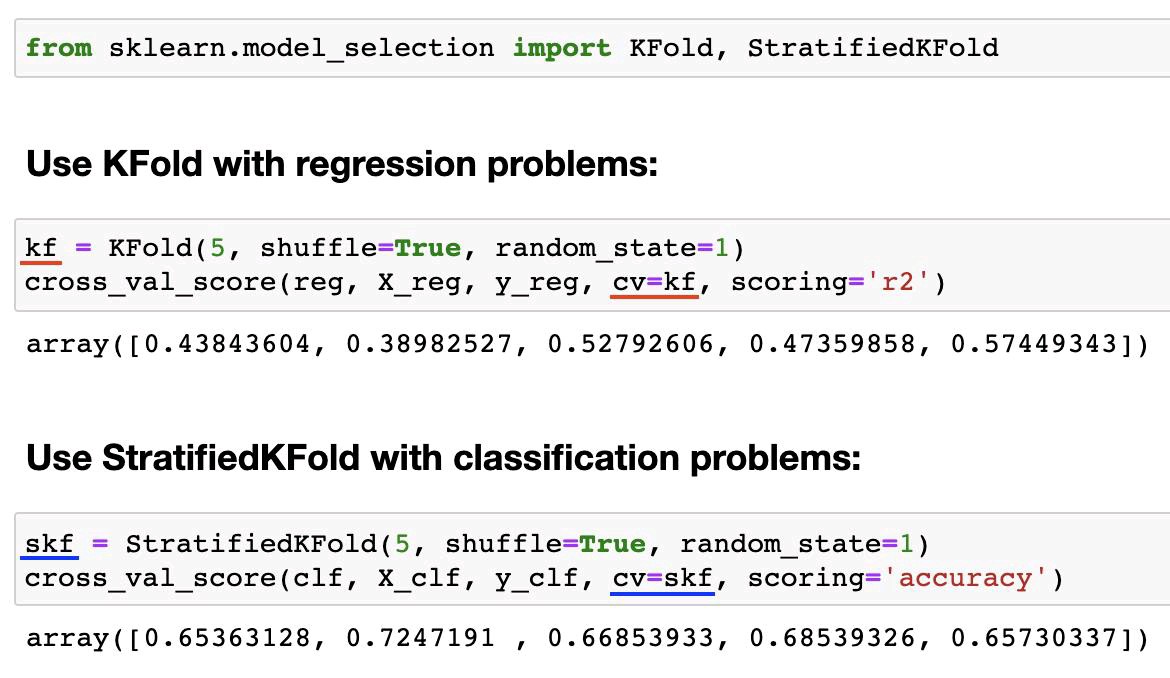 from sklearn.model_selection import KFold, StratifiedKFold
Use KFold with regression problems:
kf = KFold(5, shuffle=True, random_state=1)
cross_val_score(reg, X_reg, y_reg, cv=kf, scoring='r2')
array([0.43843604, 0.38982527, 0.52792606, 0.47359858, 0.57449343])
Use StratifiedKFold with classification problems:
skf = StratifiedKFold(5, shuffle=True, random_state=1)
cross_val_score(clf, X_clf, y_clf, cv=skf, scoring='accuracy')
array([0.65363128, 0.7247191 , 0.66853933, 0.68539326, 0.65730337])